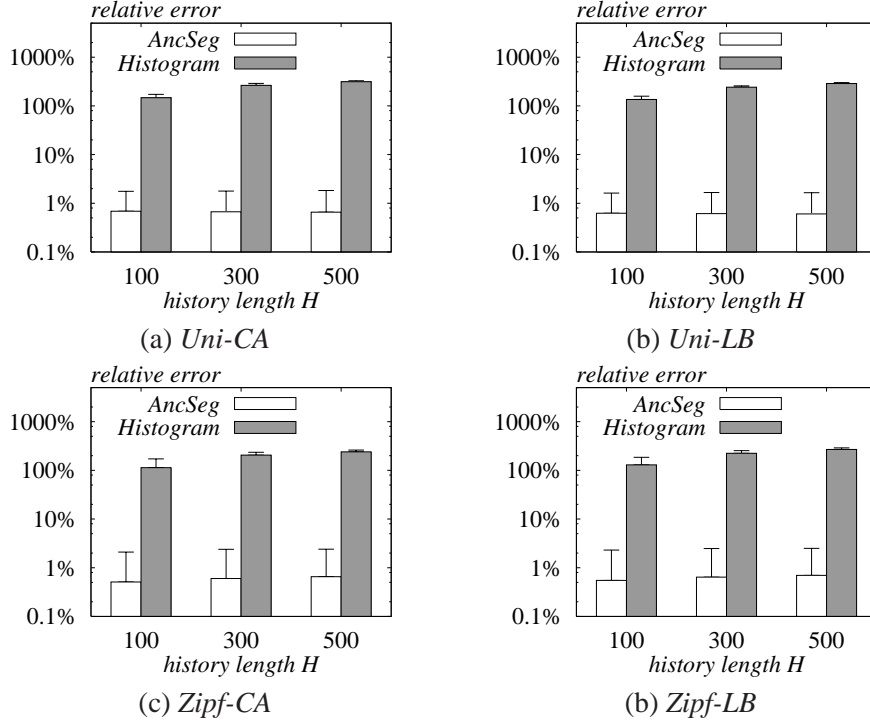 relative error
AncSeg
Histogram
1000%
100%
10%
1%
0.1%
100 300 500
history length H
(a) Uni-CA
relative error
AncSeg
Histogram
1000%
100%
10%
1%
0.1%
100 300 500
history length H
(b) Uni-LB
relative error
AncSeg
Histogram
1000%
100%
10%
1%
0.1%
100 300 500
history length H
(c) Zipf-CA
relative error
AncSeg
Histogram
1000%
100%
10%
1%
0.1%
100 300 500
history length H
(b) Zipf-LB